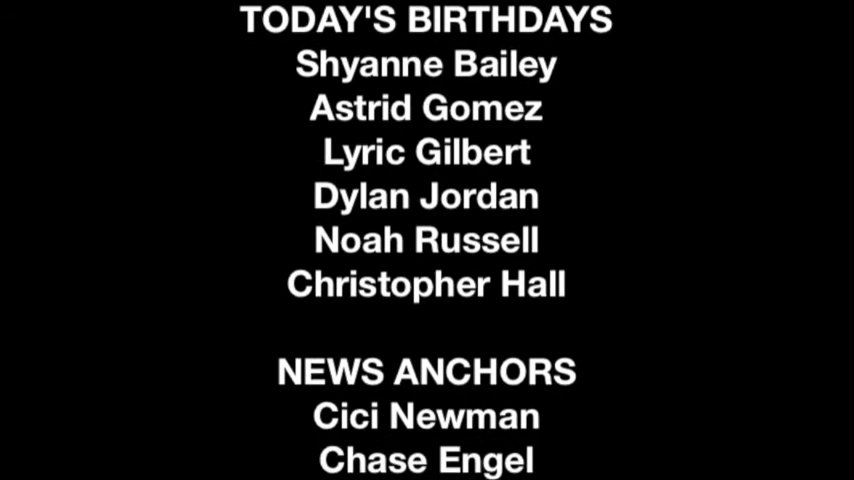 TODAY'S BIRTHDAYS
Shyanne Bailey
Astrid Gomez
Lyric Gilbert
Dylan Jordan
Noah Russell
Christopher Hall
NEWS ANCHORS
Cici Newman
Chase Engel